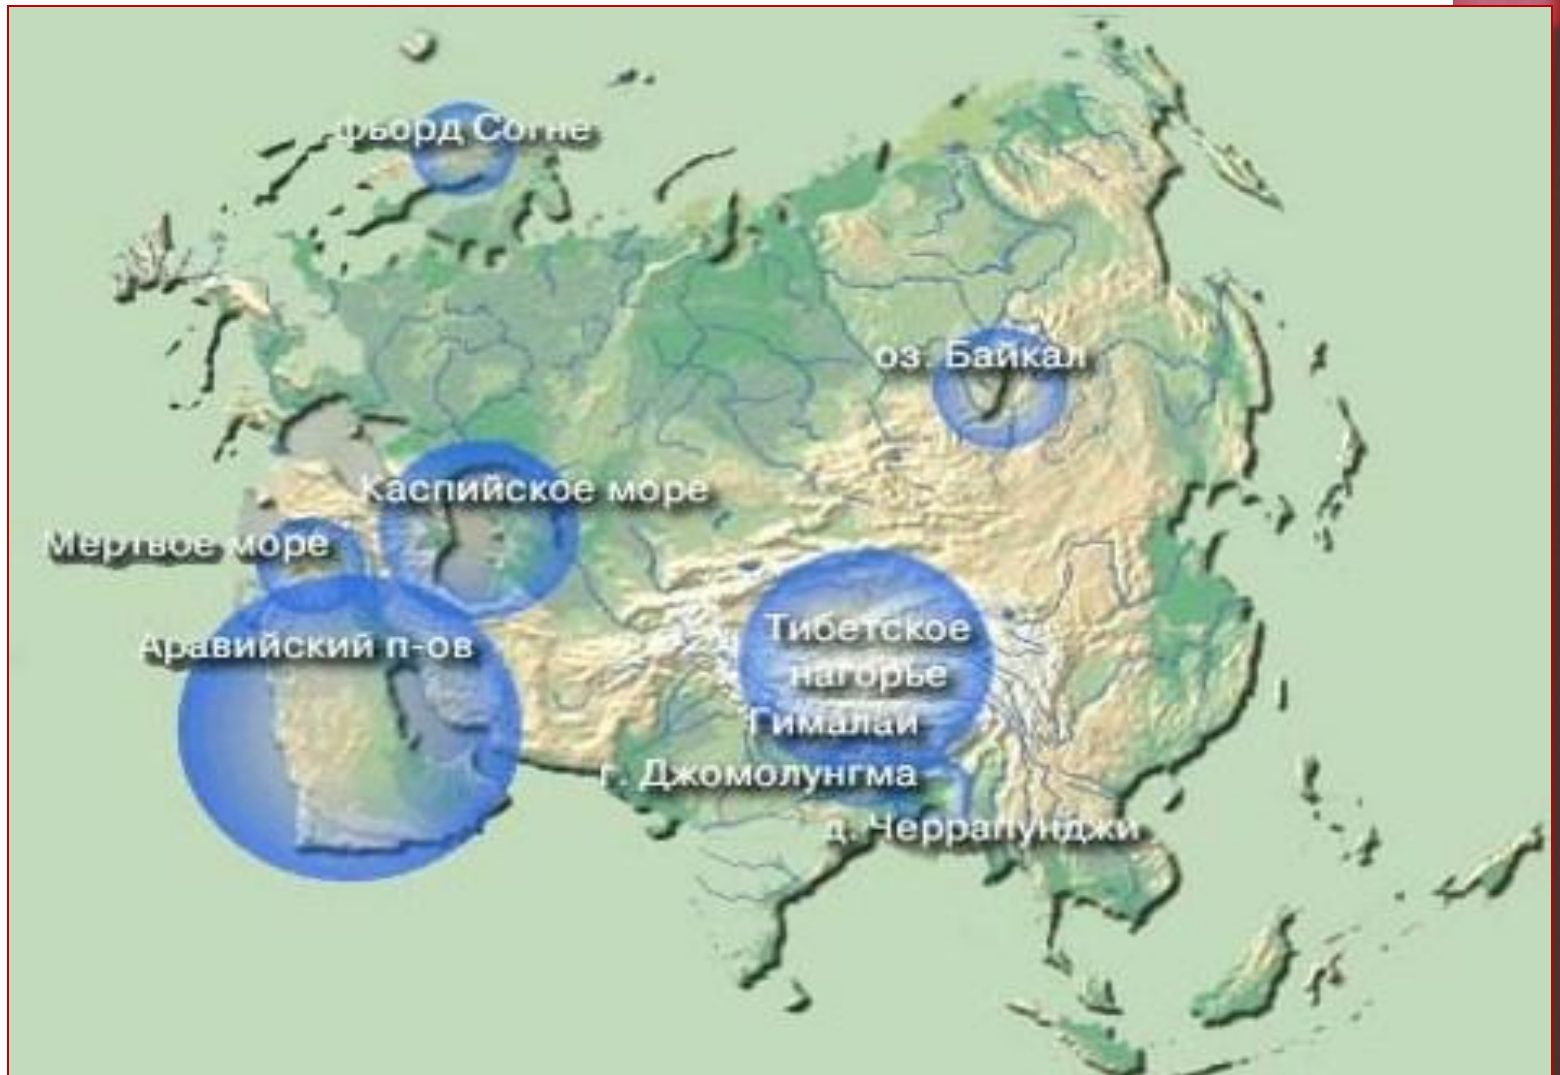 Фьорд Согне
оз. Байкал
Каспийское море
Мертвое море
Тибетское
нагорье
Аравийский п-ов
Гималаи
г. Джомолунгма
д. Черрапунджи